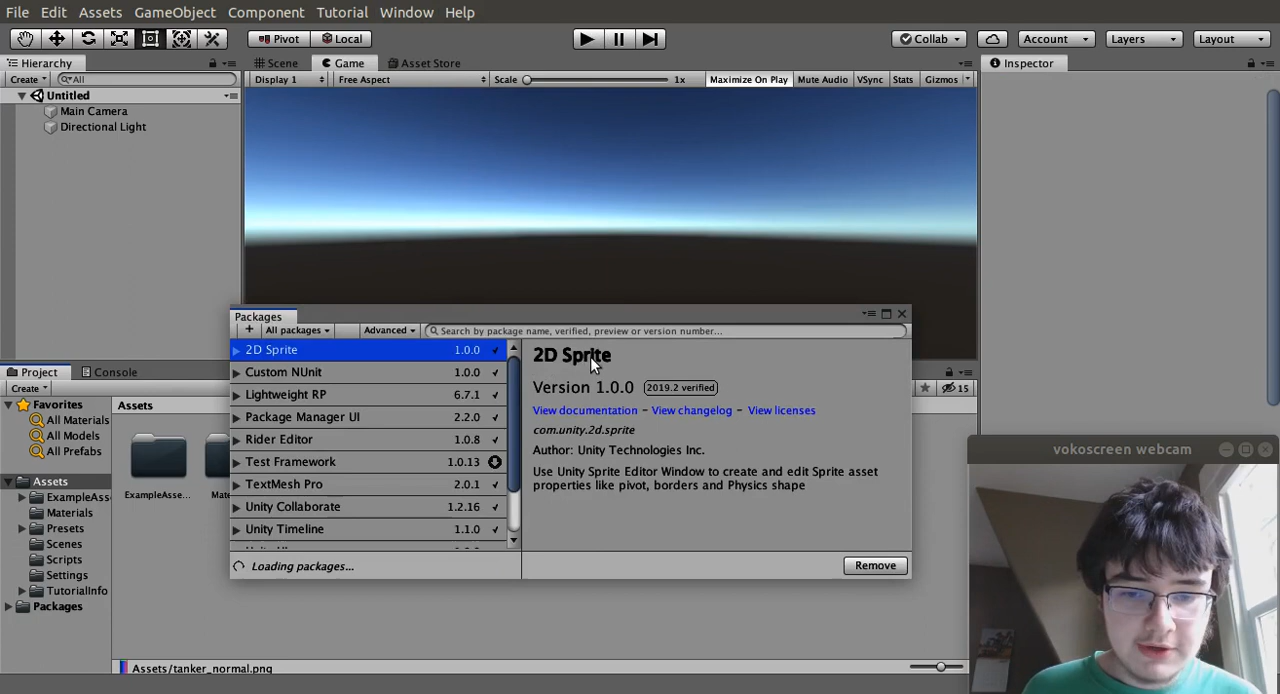 File Edit Assets GameObject Component Tutorial Window Help
Pivot Local Collab Account Layers Layout
Hierarchy Scene Game Asset Store Inspector
Create All Display 1 Free Aspect Scale 1x Maximize On Play Mute Audio VSync Stats Gizmos
Untitled
Main Camera
Directional Light
Packages
+ All packages Advanced Search by package name, verified, preview or version number...
2D Sprite 1.0.0
Custom NUnit 1.0.0
Lightweight RP 6.7.1
Package Manager UI 2.2.0
Rider Editor 1.0.8
Test Framework 1.0.13
TextMesh Pro 2.0.1
Unity Collaborate 1.2.16
Unity Timeline 1.1.0
Loading packages...
2D Sprite
Version 1.0.0 2019.2 verified
View documentation - View changelog - View licenses
com.unity.2d.sprite
Author: Unity Technologies Inc.
Use Unity Sprite Editor Window to create and edit Sprite asset
properties like pivot, borders and Physics shape
Remove
Project Console
Create 15
Favorites
All Materials
All Models
All Prefabs
Assets
ExampleAss
Materials
Presets
Scenes
Scripts
Settings
TutorialInfo
Packages
Assets
ExampleAsse...
Assets/tanker_normal.png
vokoscreen webcam